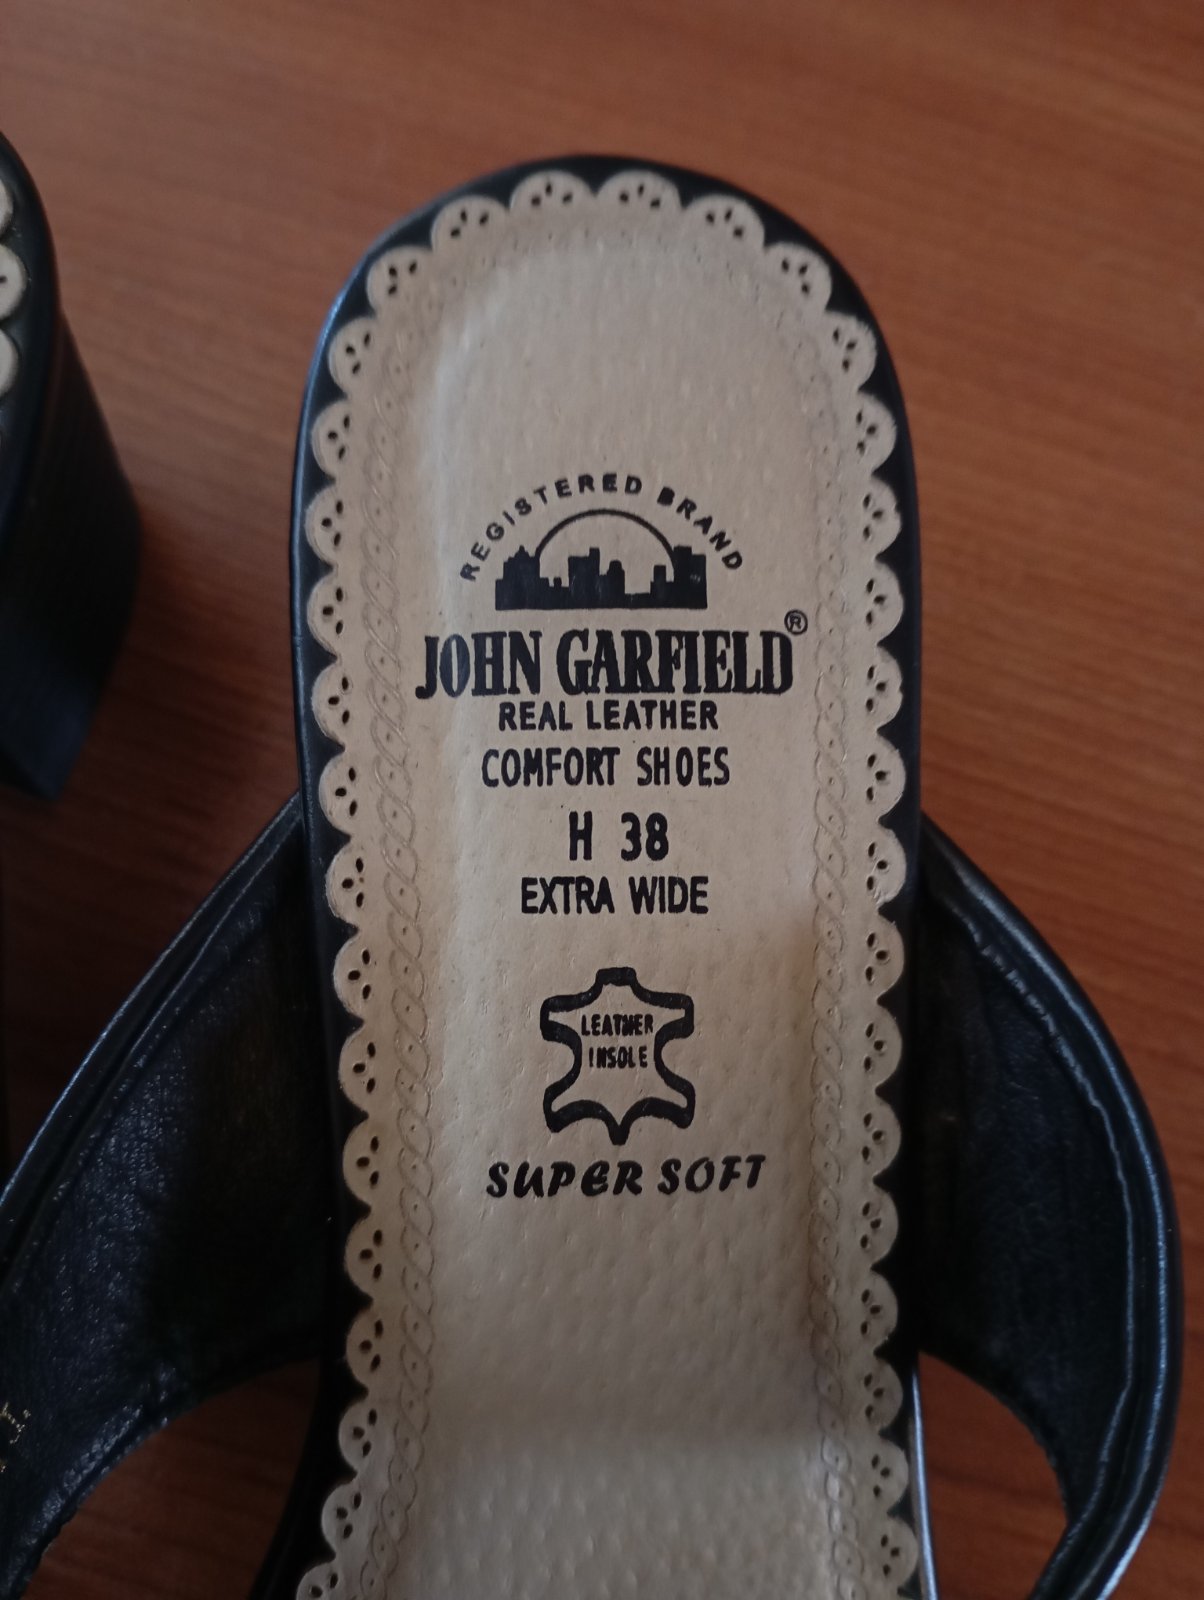 REGISTERED BRAND
JOHN GARFIELD®
REAL LEATHER
COMFORT SHOES
H 38
EXTRA WIDE
LEATHER
INSOLE
SUPER SOFT